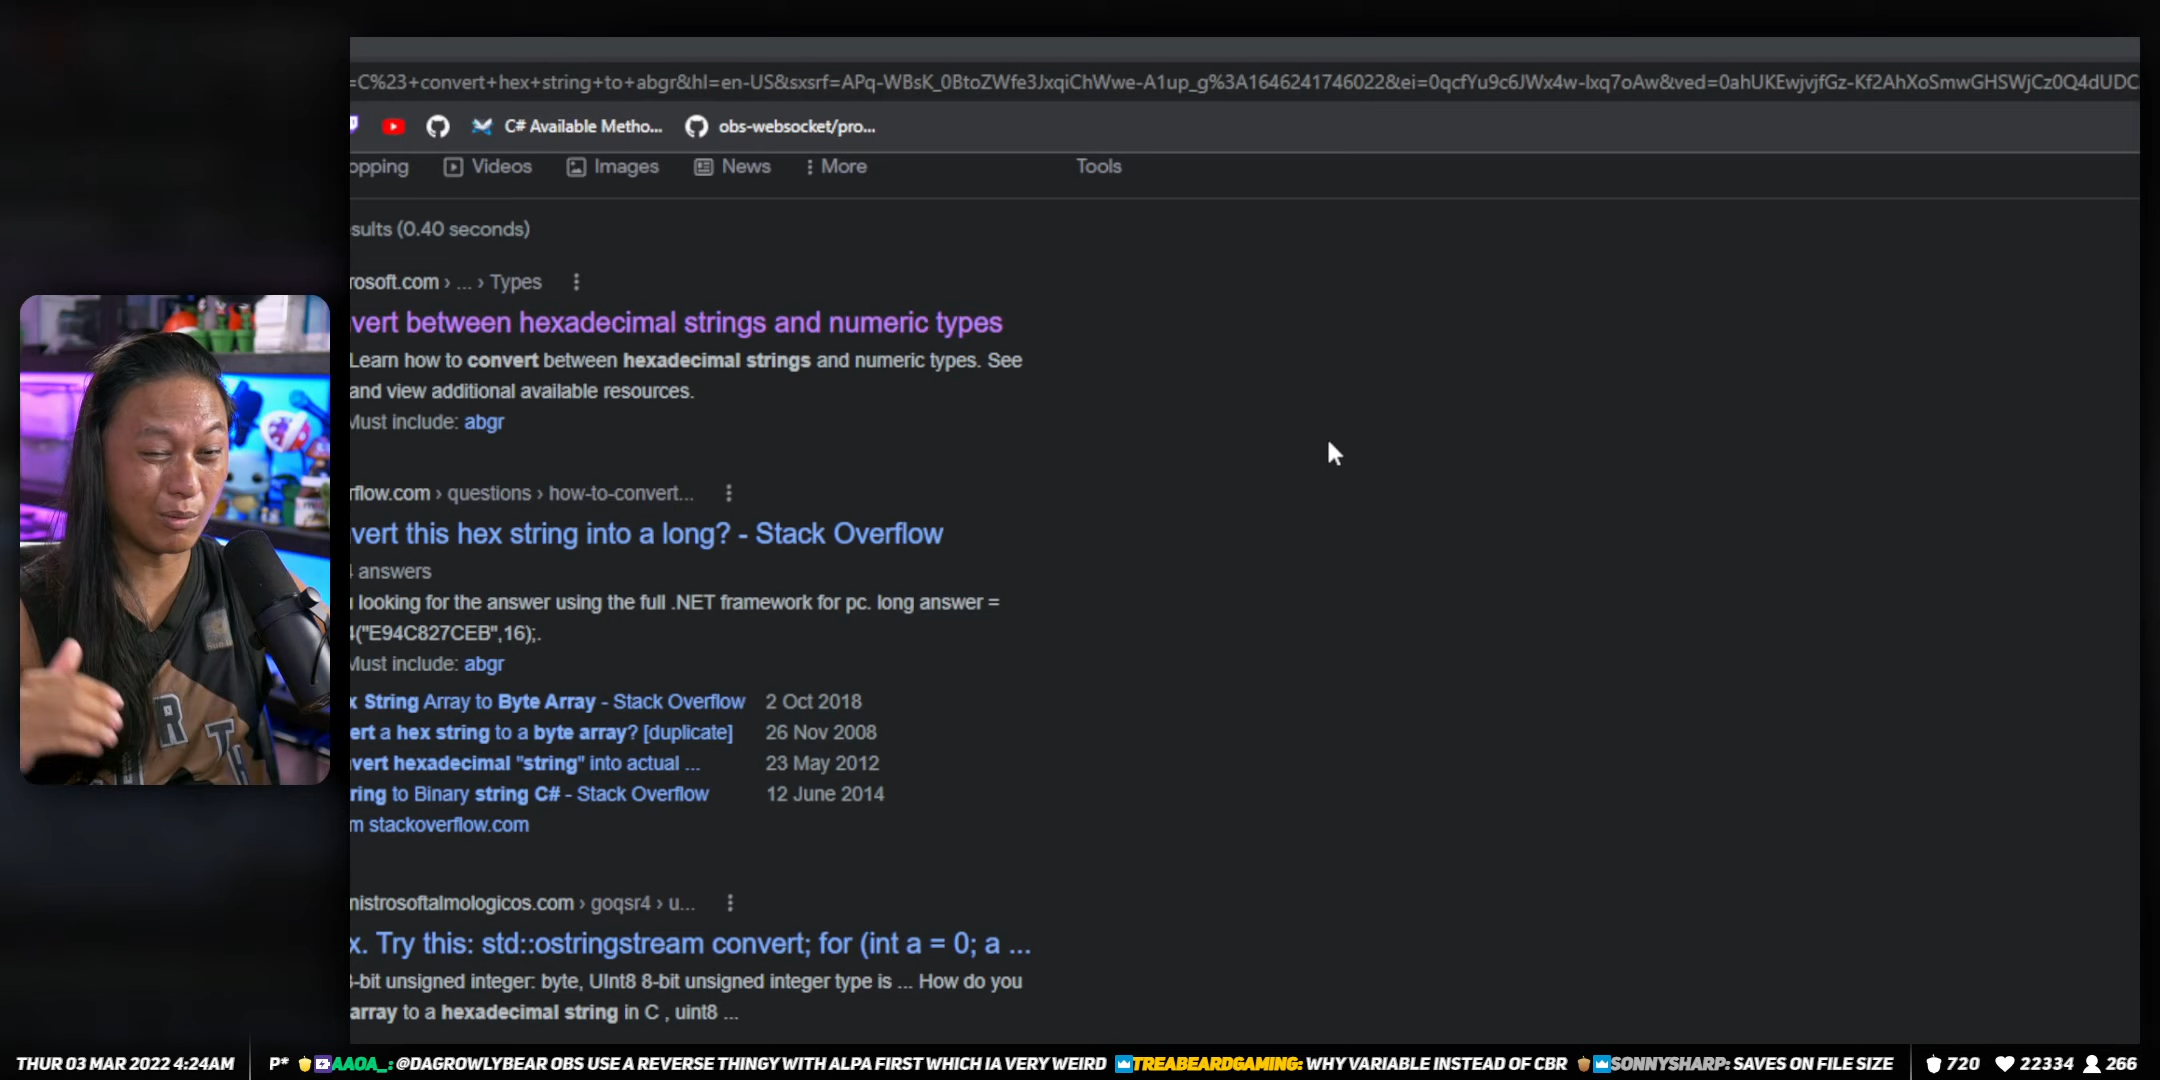 =C%23+convert+hex+string+to+abgr&hl=en-US&sxsrf=APq-WBsK_0BtoZWfe3JxqiChWwe-A1up_g%3A1646241746022&ei=0qcfYu9c6JWx4w-lxq7oAw&ved=0ahUKEwjvjfGz-Kf2AhXoSmwGHSWjCz0Q4dUDC
C# Available Metho... obs-websocket/pro...
opping Videos Images News More Tools
sults (0.40 seconds)
rosoft.com › ... › Types
vert between hexadecimal strings and numeric types
Learn how to convert between hexadecimal strings and numeric types. See
and view additional available resources.
Must include: abgr
rflow.com › questions › how-to-convert...
vert this hex string into a long? - Stack Overflow
answers
looking for the answer using the full .NET framework for pc. long answer =
4("E94C827CEB",16);.
Must include: abgr
x String Array to Byte Array - Stack Overflow 2 Oct 2018
ert a hex string to a byte array? [duplicate] 26 Nov 2008
vert hexadecimal "string" into actual ... 23 May 2012
ring to Binary string C# - Stack Overflow 12 June 2014
m stackoverflow.com
nistrosoftalmologicos.com › goqsr4 › u...
x. Try this: std::ostringstream convert; for (int a = 0; a ...
8-bit unsigned integer: byte, UInt8 8-bit unsigned integer type is ... How do you
array to a hexadecimal string in C , uint8 ...
THUR 03 MAR 2022 4:24AM P* AAOA_: @DAGROWLYBEAR OBS USE A REVERSE THINGY WITH ALPA FIRST WHICH IA VERY WEIRD TREABEARDGAMING: WHY VARIABLE INSTEAD OF CBR SONNYSHARP: SAVES ON FILE SIZE 720 22334 266